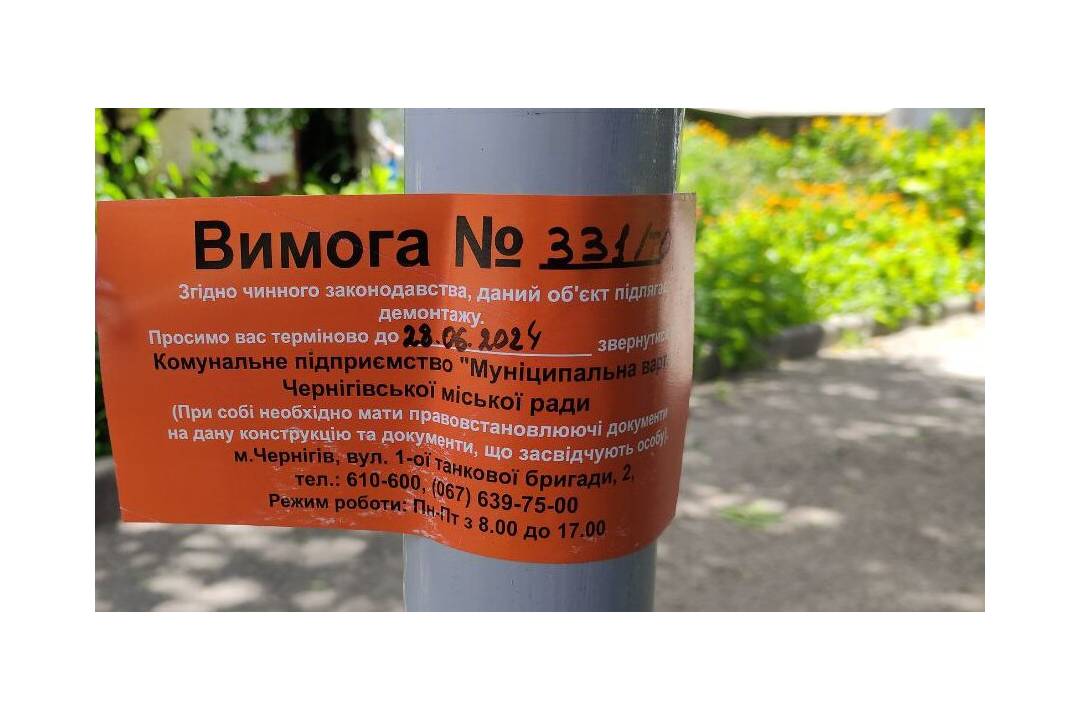 Вимога № 331/
Згідно чинного законодавства, даний об'єкт підлягає
демонтажу.
Просимо вас терміново до 28.06.2024 звернутися
Комунальне підприємство "Муніципальна варта
Чернігівської міської ради
(При собі необхідно мати правовстановлюючі документи
на дану конструкцію та документи, що засвідчують особу).
м.Чернігів, вул. 1-ої танкової бригади, 2,
тел.: 610-600, (067) 639-75-00
Режим роботи: Пн-Пт з 8.00 до 17.00